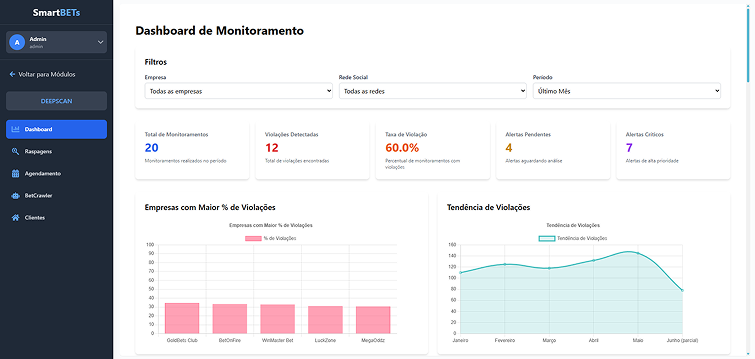 SmartBETs
A
Admin
admin
Voltar para Módulos
DEEPSCAN
Dashboard
Raspagens
Agendamento
BetCrawler
Clientes
Dashboard de Monitoramento
Filtros
Empresa
Todas as empresas
Rede Social
Todas as redes
Período
Último Mês
Total de Monitoramentos
20
Monitoramentos realizados no período
Violações Detectadas
12
Total de violações encontradas
Taxa de Violação
60.0%
Percentual de monitoramentos com
violações
Alertas Pendentes
4
Alertas aguardando análise
Alertas Críticos
7
Alertas de alta prioridade
Empresas com Maior % de Violações
Empresas com Maior % de Violações
% de Violações
100
90
80
70
60
50
40
30
20
10
0
GoldBets Club
BetOnFire
WinMaster Bet
LuckZone
MegaOddz
Tendência de Violações
Tendência de Violações
Tendência de Violações
160
140
120
100
80
60
40
20
0
Janeiro
Fevereiro
Março
Abril
Maio
Junho (parcial)